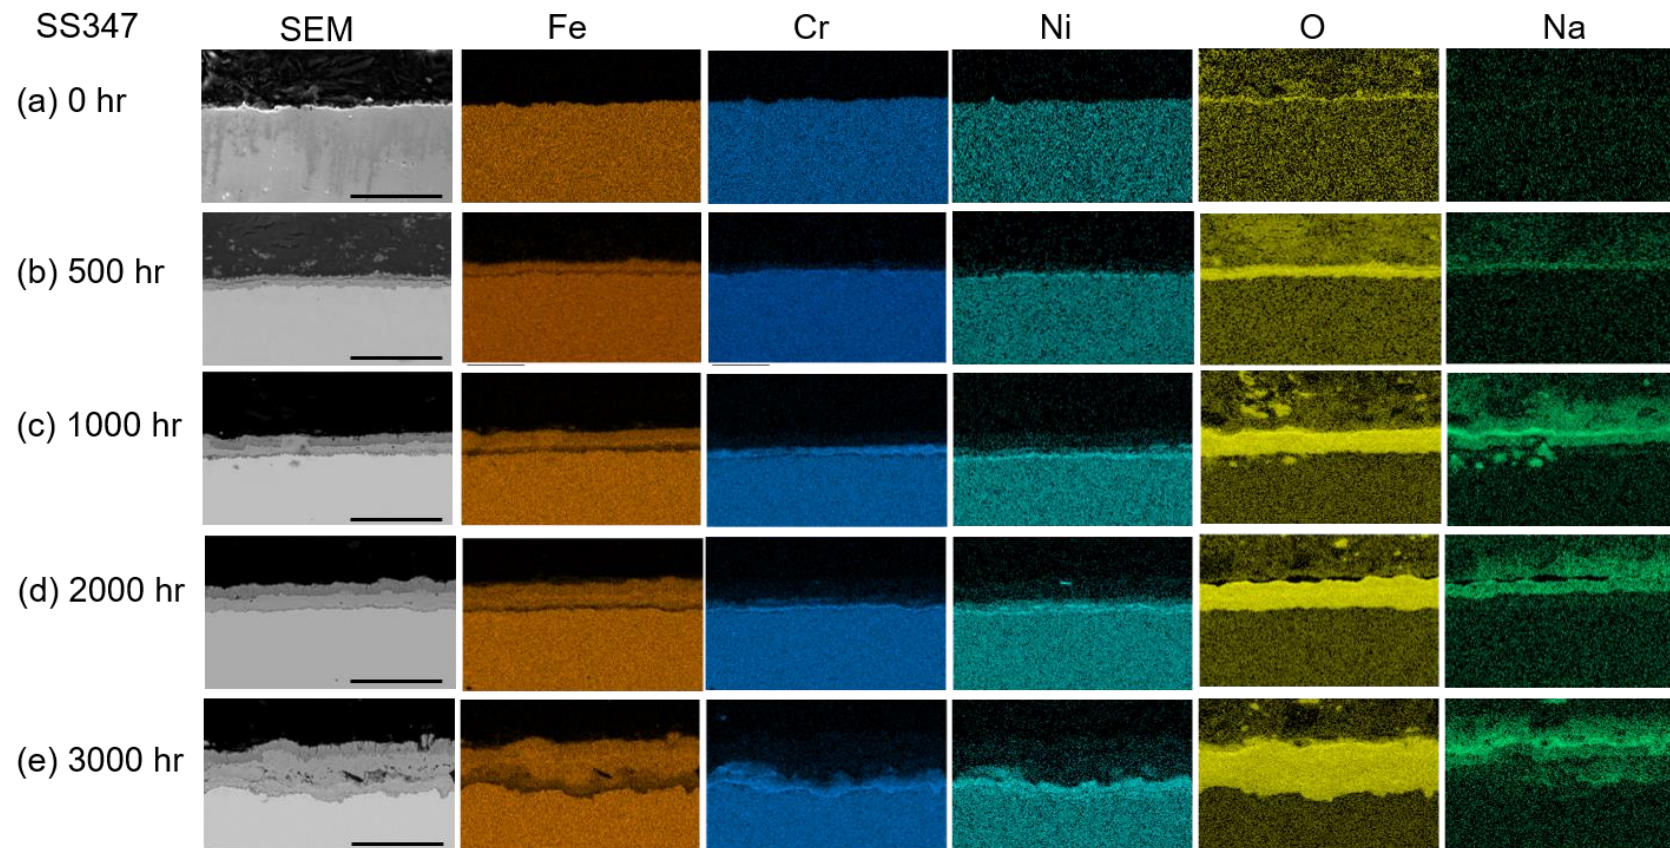 SS347
SEM Fe Cr Ni O Na
(a) 0 hr
(b) 500 hr
(c) 1000 hr
(d) 2000 hr
(e) 3000 hr